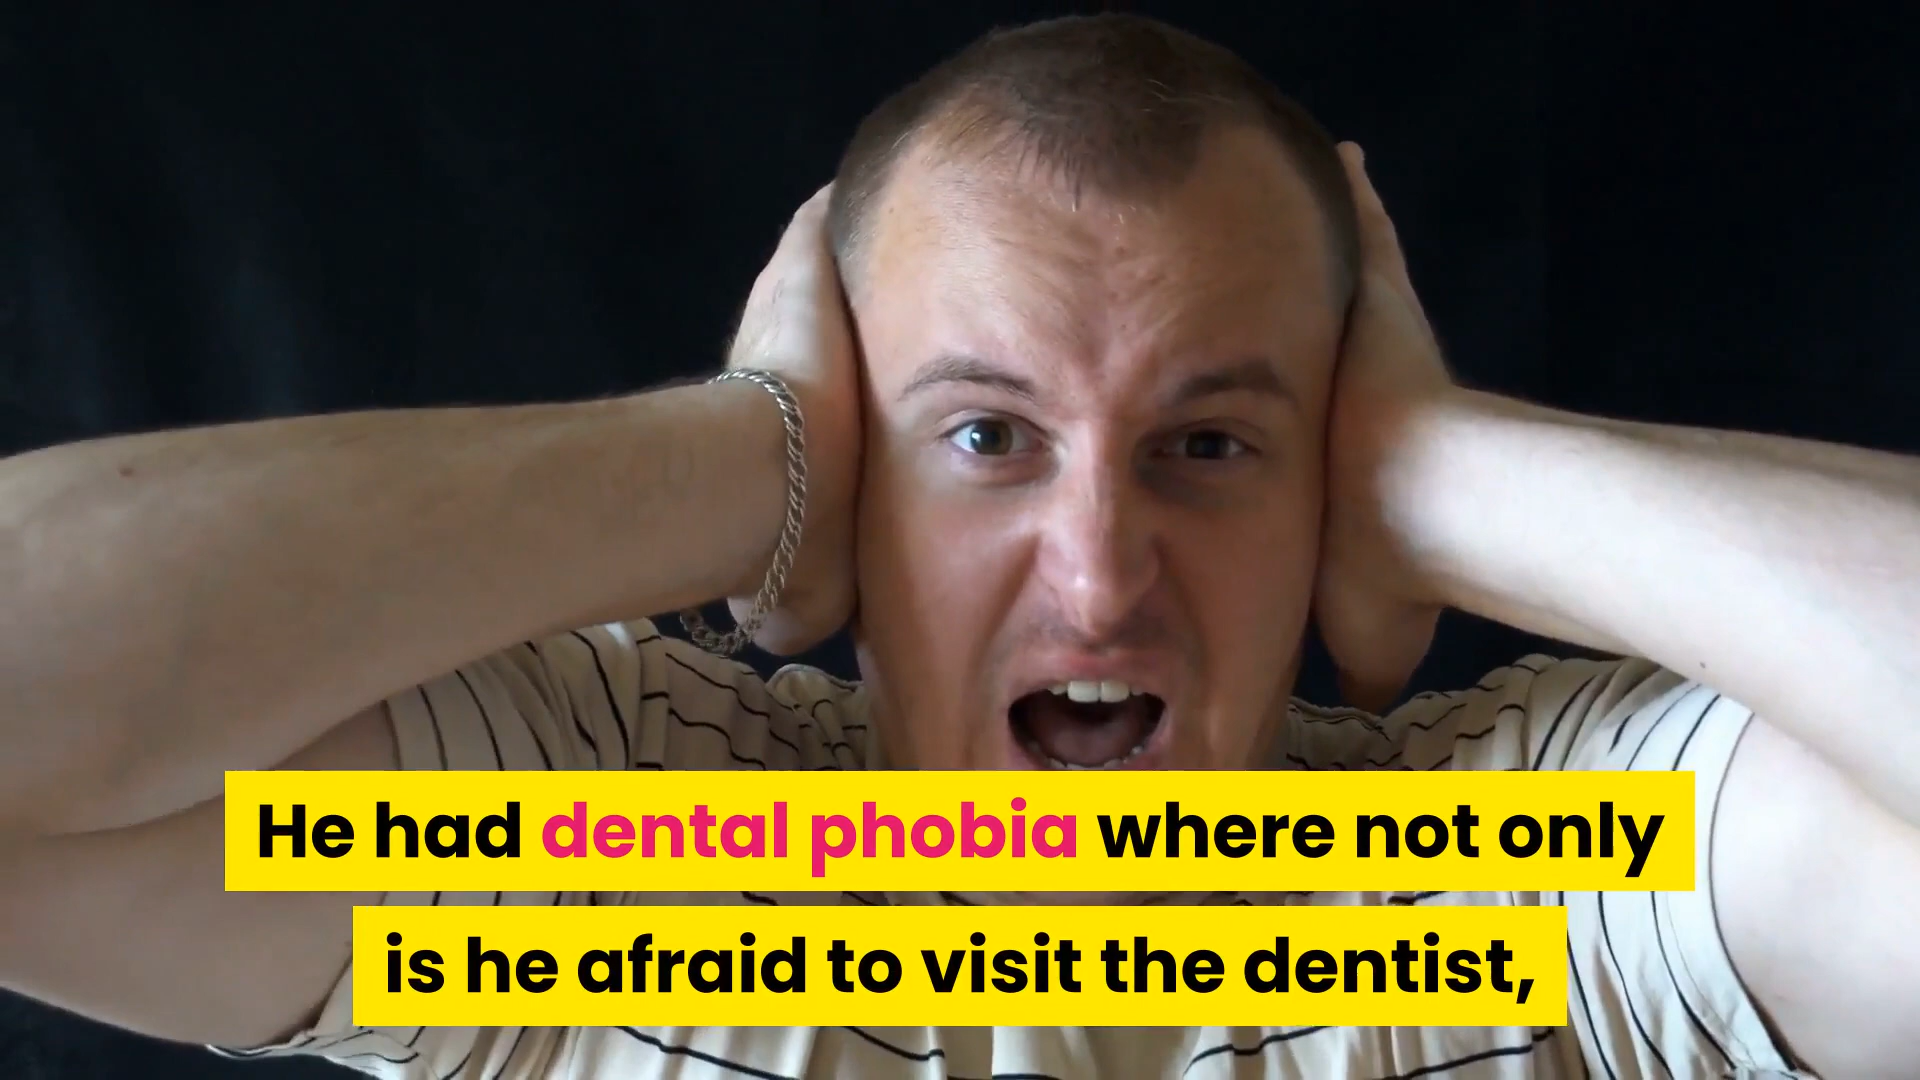 He had dental phobia where not only
is he afraid to visit the dentist,